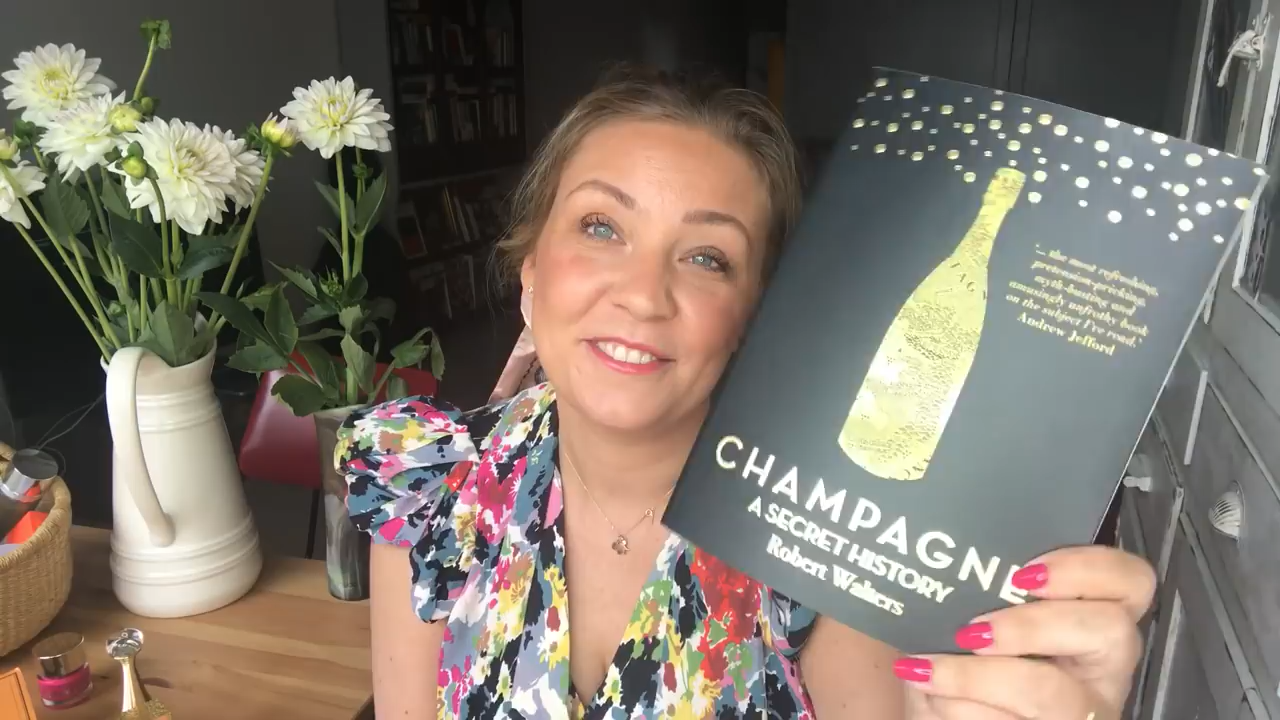 '... the most refreshing,
pretension-pricking,
myth-busting and
amusingly unfrothy book
on the subject I've read.'
Andrew Jefford
CHAMPAGNE
A SECRET HISTORY
Robert Walters